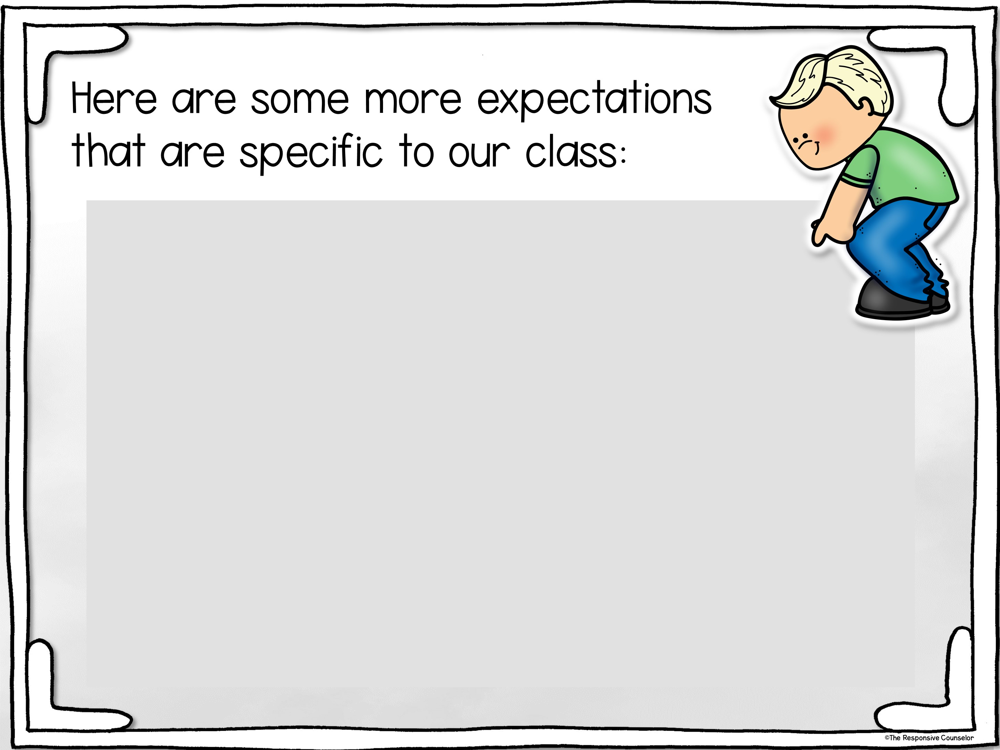 Here are some more expectations
that are specific to our class:
©The Responsive Counselor